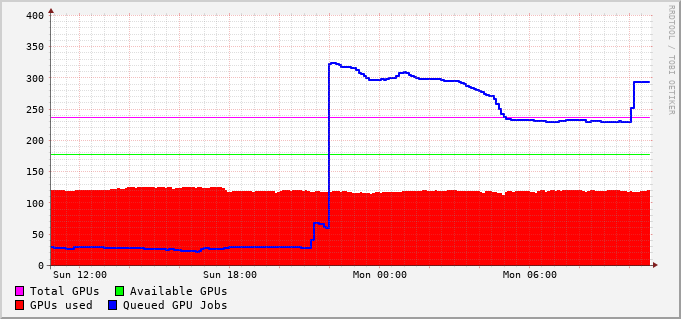 400
350
300
250
200
150
100
50
0
Sun 12:00 Sun 18:00 Mon 00:00 Mon 06:00
Total GPUs Available GPUs
GPUs used Queued GPU Jobs
RRDTOOL / TOBI OETIKER